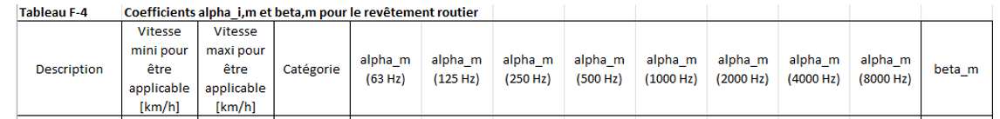 Tableau F-4 Coefficients alpha_i,m et beta,m pour le revêtement routier
Description
Vitesse
mini pour
être
applicable
[km/h]
Vitesse
maxi pour
être
applicable
[km/h]
Catégorie
alpha_m
(63 Hz)
alpha_m
(125 Hz)
alpha_m
(250 Hz)
alpha_m
(500 Hz)
alpha_m
(1000 Hz)
alpha_m
(2000 Hz)
alpha_m
(4000 Hz)
alpha_m
(8000 Hz)
beta_m